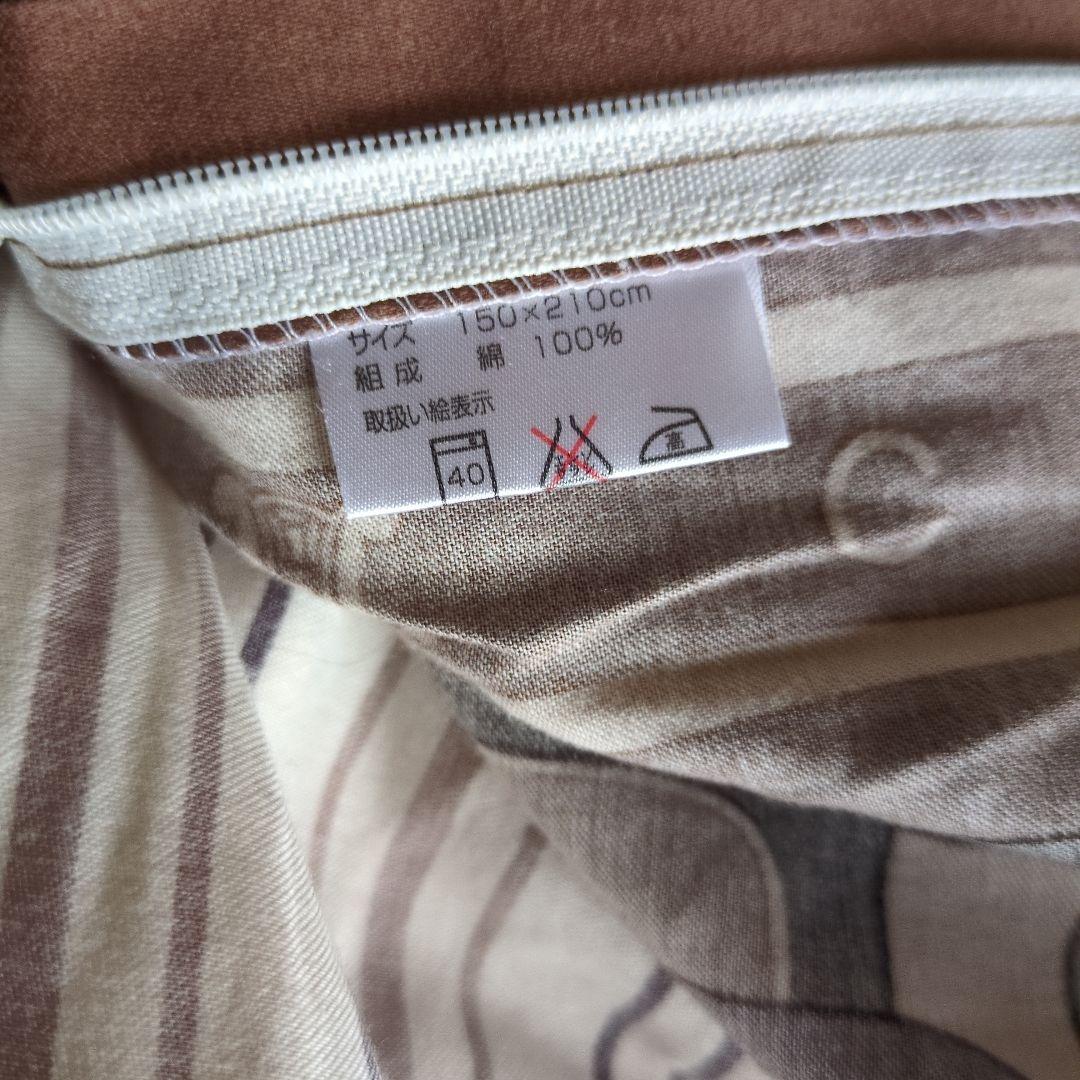 サイズ 150×210cm
組成 綿 100%
取扱い絵表示
40 高